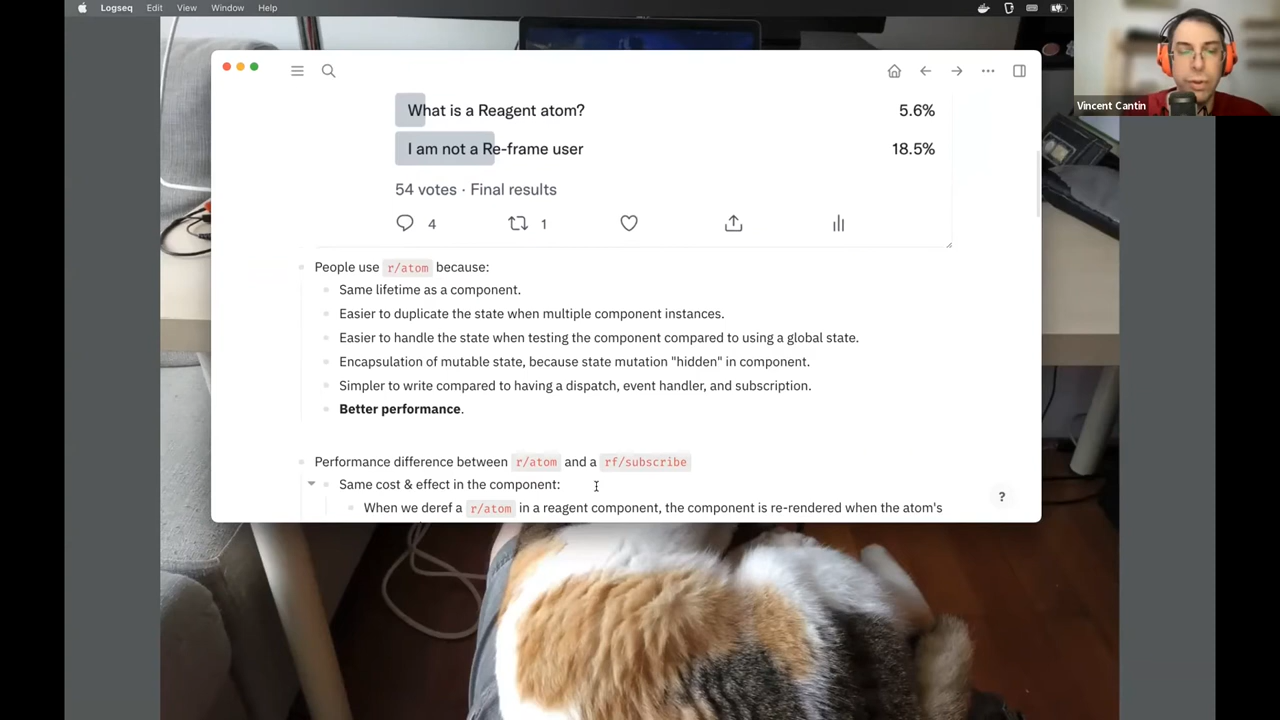 Logseq Edit View Window Help
Vincent Cantin
What is a Reagent atom? 5.6%
I am not a Re-frame user 18.5%
54 votes · Final results
4 1
People use r/atom because:
Same lifetime as a component.
Easier to duplicate the state when multiple component instances.
Easier to handle the state when testing the component compared to using a global state.
Encapsulation of mutable state, because state mutation "hidden" in component.
Simpler to write compared to having a dispatch, event handler, and subscription.
Better performance.
Performance difference between r/atom and a rf/subscribe
Same cost & effect in the component:
?
When we deref a r/atom in a reagent component, the component is re-rendered when the atom's